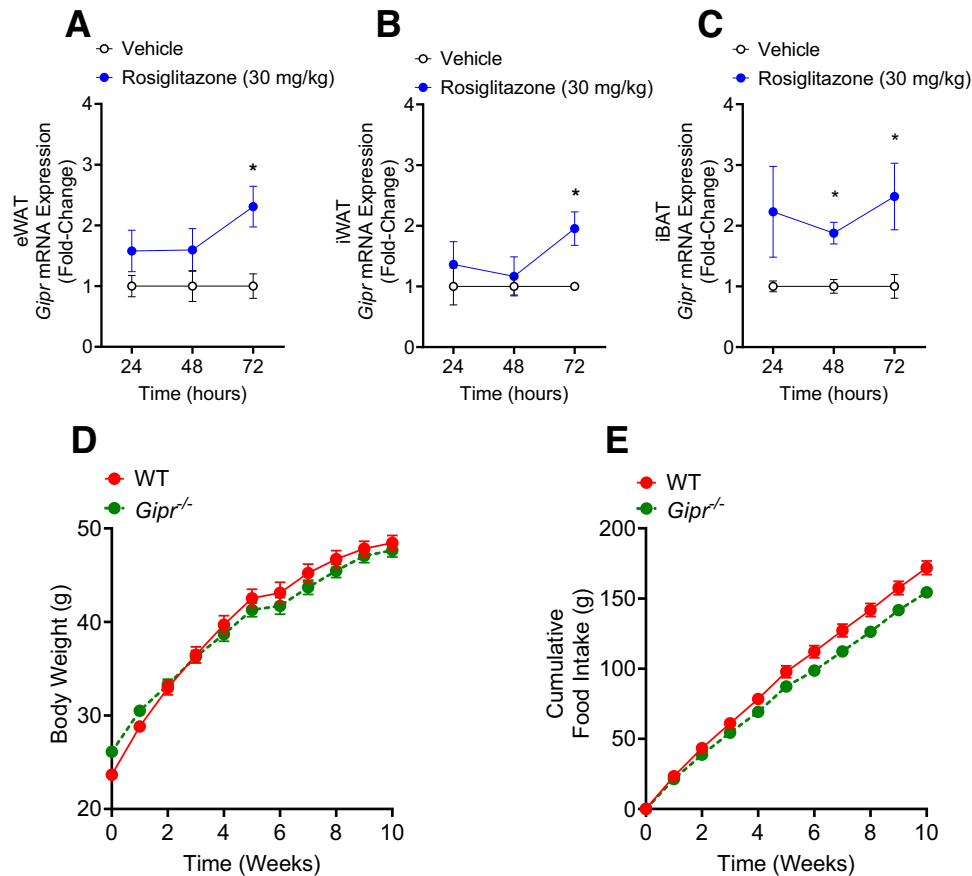 A
Vehicle
Rosiglitazone (30 mg/kg)
eWAT
Gipr mRNA Expression
(Fold-Change)
4
3
2
1
0
*
24 48 72
Time (hours)
B
Vehicle
Rosiglitazone (30 mg/kg)
iWAT
Gipr mRNA Expression
(Fold-Change)
4
3
2
1
0
*
24 48 72
Time (hours)
C
Vehicle
Rosiglitazone (30 mg/kg)
iBAT
Gipr mRNA Expression
(Fold-Change)
4
3
2
1
0
* *
24 48 72
Time (hours)
D
WT
Gipr-/-
Body Weight (g)
50
40
30
20
0 2 4 6 8 10
Time (Weeks)
E
WT
Gipr-/-
Cumulative
Food Intake (g)
200
150
100
50
0
0 2 4 6 8 10
Time (Weeks)